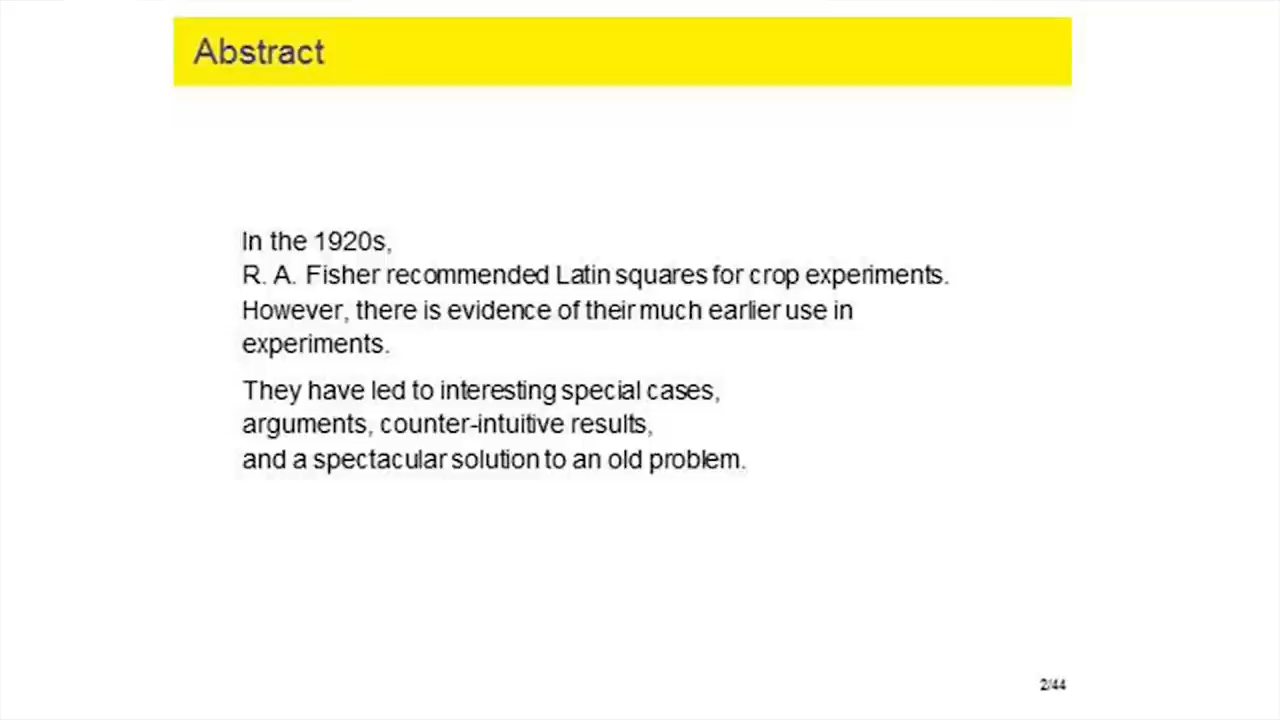 Abstract
In the 1920s,
R. A. Fisher recommended Latin squares for crop experiments.
However, there is evidence of their much earlier use in
experiments.
They have led to interesting special cases,
arguments, counter-intuitive results,
and a spectacular solution to an old problem.
2/44